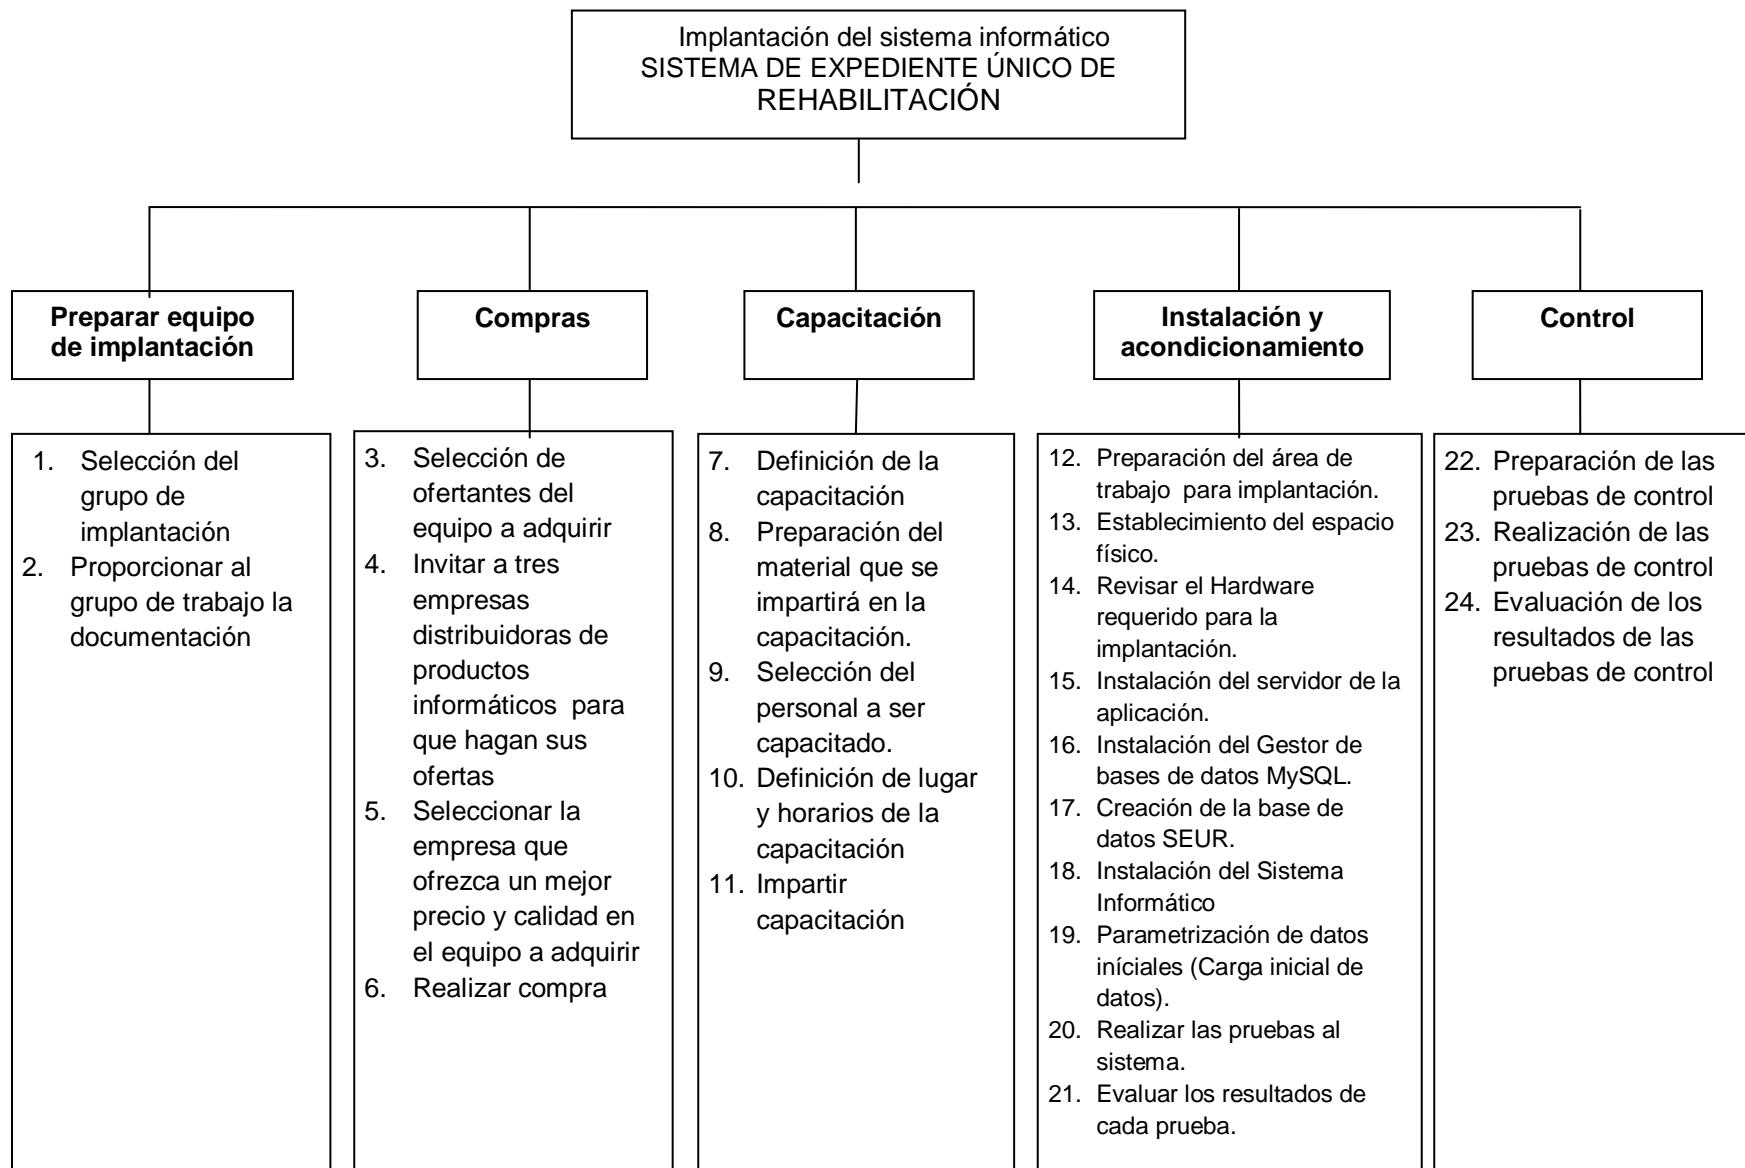 Implantación del sistema informático
SISTEMA DE EXPEDIENTE ÚNICO DE
REHABILITACIÓN
Preparar equipo
de implantación
1. Selección del
grupo de
implantación
2. Proporcionar al
grupo de trabajo la
documentación
Compras
3. Selección de
ofertantes del
equipo a adquirir
4. Invitar a tres
empresas
distribuidoras de
productos
informáticos para
que hagan sus
ofertas
5. Seleccionar la
empresa que
ofrezca un mejor
precio y calidad en
el equipo a adquirir
6. Realizar compra
Capacitación
7. Definición de la
capacitación
8. Preparación del
material que se
impartirá en la
capacitación.
9. Selección del
personal a ser
capacitado.
10. Definición de lugar
y horarios de la
capacitación
11. Impartir
capacitación
Instalación y
acondicionamiento
12. Preparación del área de
trabajo para implantación.
13. Establecimiento del espacio
físico.
14. Revisar el Hardware
requerido para la
implantación.
15. Instalación del servidor de la
aplicación.
16. Instalación del Gestor de
bases de datos MySQL.
17. Creación de la base de
datos SEUR.
18. Instalación del Sistema
Informático
19. Parametrización de datos
iníciales (Carga inicial de
datos).
20. Realizar las pruebas al
sistema.
21. Evaluar los resultados de
cada prueba.
Control
22. Preparación de las
pruebas de control
23. Realización de las
pruebas de control
24. Evaluación de los
resultados de las
pruebas de control